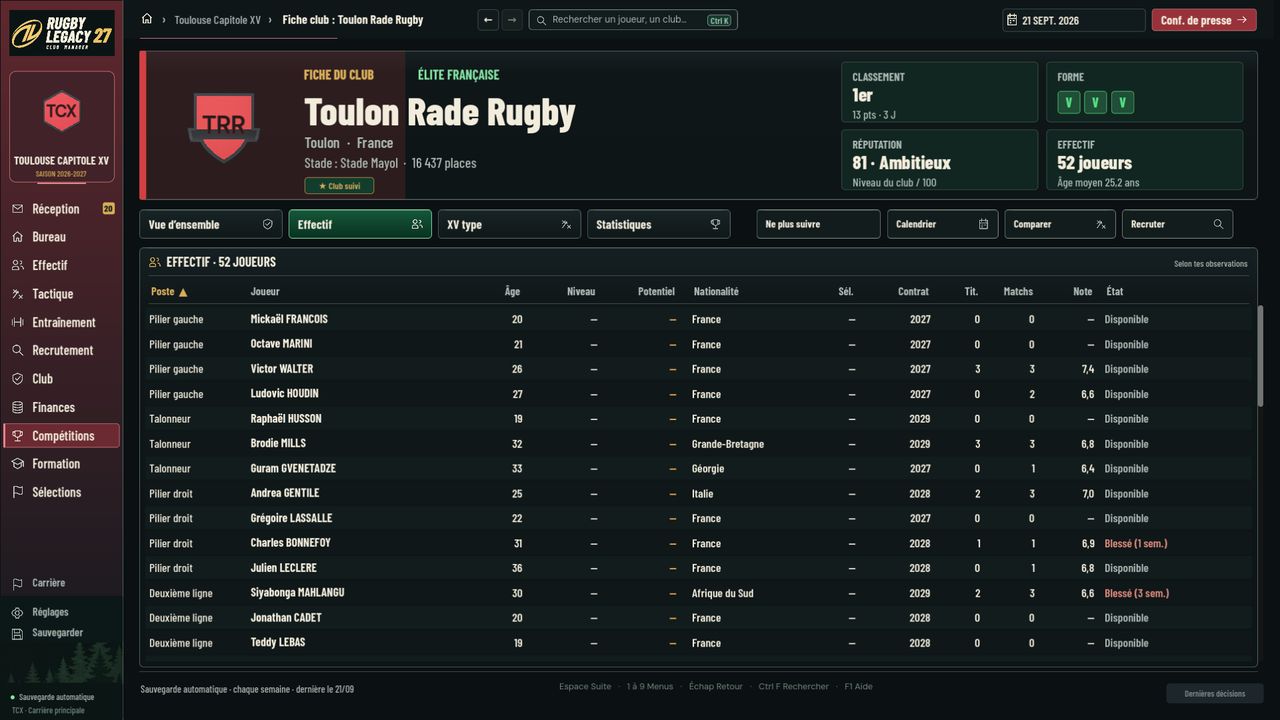 RUGBY LEGACY 27
CLUB MANAGER
TCX
TOULOUSE CAPITOLE XV
SAISON 2026-2027
Réception 20
Bureau
Effectif
Tactique
Entraînement
Recrutement
Club
Finances
Compétitions
Formation
Sélections
Carrière
Réglages
Sauvegarder
Sauvegarde automatique
TCX · Carrière principale
› Toulouse Capitole XV › Fiche club : Toulon Rade Rugby
← →
Rechercher un joueur, un club… Ctrl K
21 SEPT. 2026
Conf. de presse →
TRR
FICHE DU CLUB ÉLITE FRANÇAISE
Toulon Rade Rugby
Toulon · France
Stade : Stade Mayol · 16 437 places
★ Club suivi
CLASSEMENT
1er
13 pts · 3 J
FORME
V V V
RÉPUTATION
81 · Ambitieux
Niveau du club / 100
EFFECTIF
52 joueurs
Âge moyen 25,2 ans
Vue d'ensemble Effectif XV type Statistiques Ne plus suivre Calendrier Comparer Recruter
EFFECTIF · 52 JOUEURS Selon tes observations
Poste ▲ Joueur Âge Niveau Potentiel Nationalité Sél. Contrat Tit. Matchs Note État
Pilier gauche Mickaël FRANCOIS 20 – – France – 2027 0 0 – Disponible
Pilier gauche Octave MARINI 21 – – France – 2027 0 0 – Disponible
Pilier gauche Victor WALTER 26 – – France – 2027 3 3 7,4 Disponible
Pilier gauche Ludovic HOUDIN 27 – – France – 2027 0 2 6,6 Disponible
Talonneur Raphaël HUSSON 19 – – France – 2029 0 0 – Disponible
Talonneur Brodie MILLS 32 – – Grande-Bretagne – 2029 3 3 6,8 Disponible
Talonneur Guram GVENETADZE 33 – – Géorgie – 2027 0 1 6,4 Disponible
Pilier droit Andrea GENTILE 25 – – Italie – 2028 2 3 7,0 Disponible
Pilier droit Grégoire LASSALLE 22 – – France – 2027 0 0 – Disponible
Pilier droit Charles BONNEFOY 31 – – France – 2028 1 1 6,9 Blessé (1 sem.)
Pilier droit Julien LECLERE 36 – – France – 2028 0 1 6,8 Disponible
Deuxième ligne Siyabonga MAHLANGU 30 – – Afrique du Sud – 2029 2 3 6,6 Blessé (3 sem.)
Deuxième ligne Jonathan CADET 20 – – France – 2028 0 0 – Disponible
Deuxième ligne Teddy LEBAS 19 – – France – 2028 0 0 – Disponible
Sauvegarde automatique · chaque semaine · dernière le 21/09
Espace Suite · 1 à 9 Menus · Échap Retour · Ctrl F Rechercher · F1 Aide
Dernières décisions